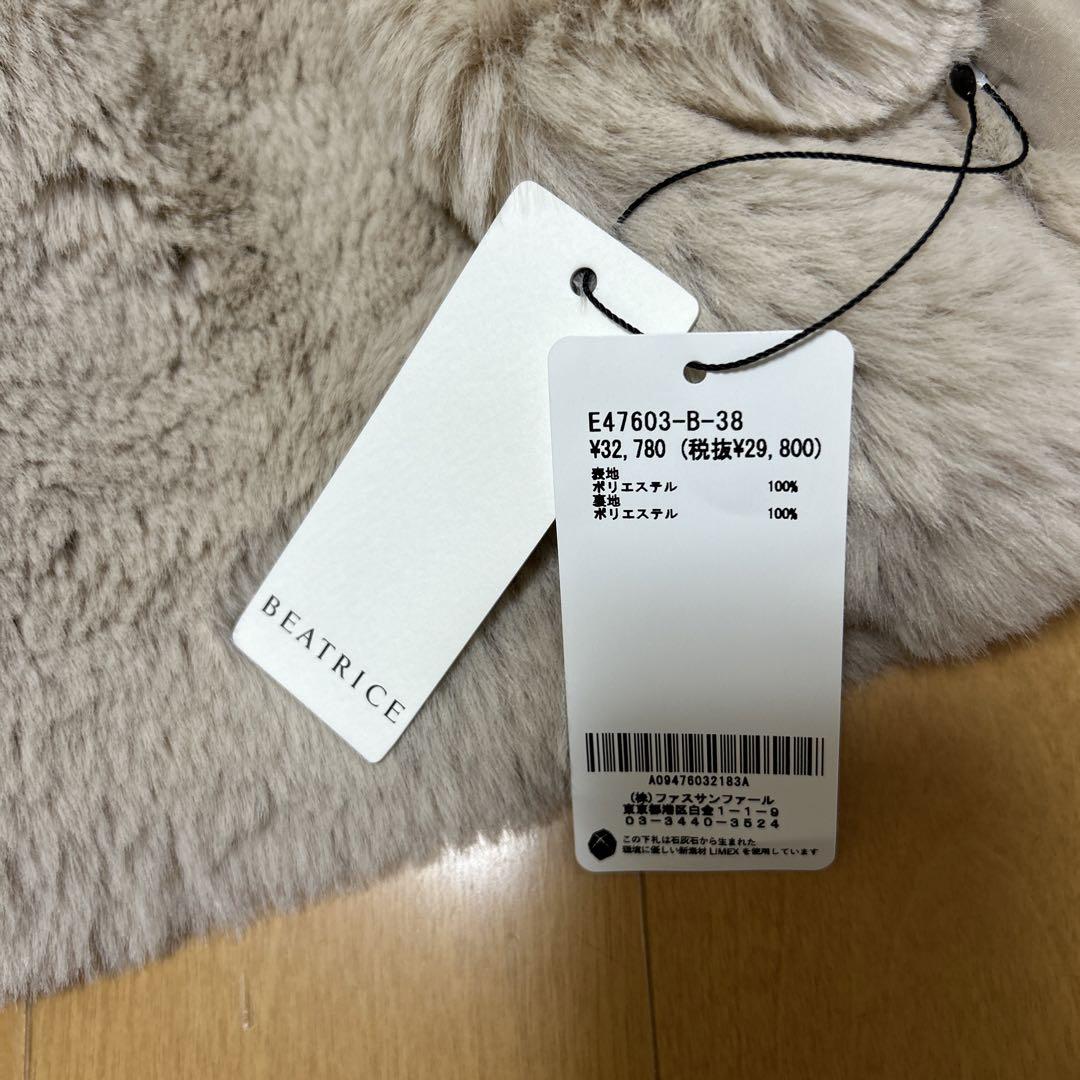 BEATRICE
E47603-B-38
¥32,780 (税抜¥29,800)
表地
ポリエステル 100%
裏地
ポリエステル 100%
A09476032183A
(株)ファスサンファール
東京都港区白金1-1-9
03-3440-3524
この下札は石灰石から生まれた
環境に優しい新素材 LIMEX を使用しています